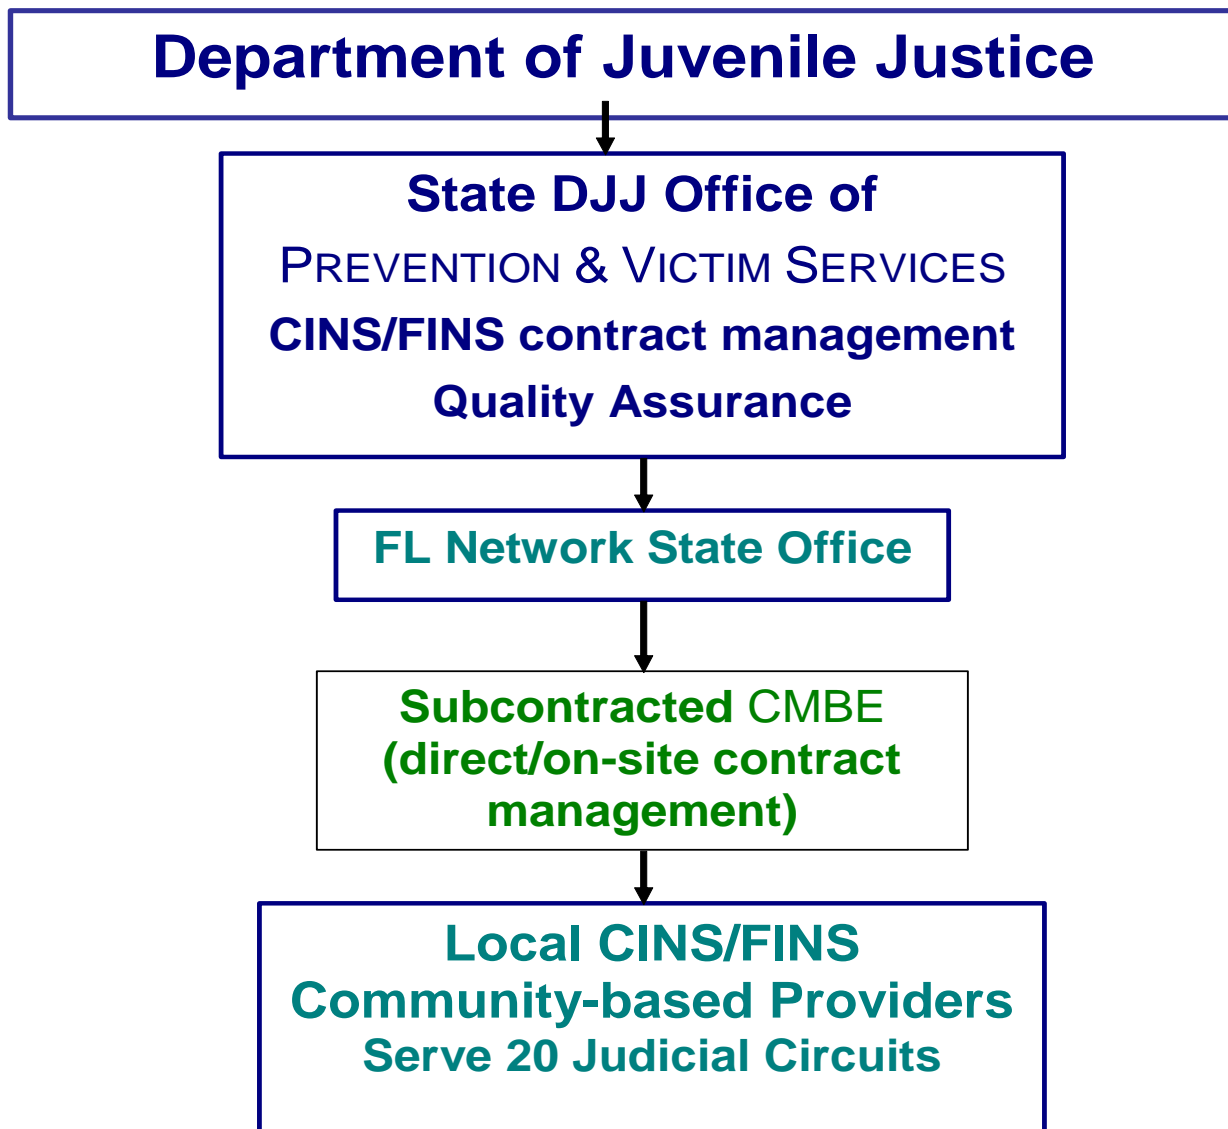 Department of Juvenile Justice
State DJJ Office of
PREVENTION & VICTIM SERVICES
CINS/FINS contract management
Quality Assurance
FL Network State Office
Subcontracted CMBE
(direct/on-site contract
management)
Local CINS/FINS
Community-based Providers
Serve 20 Judicial Circuits